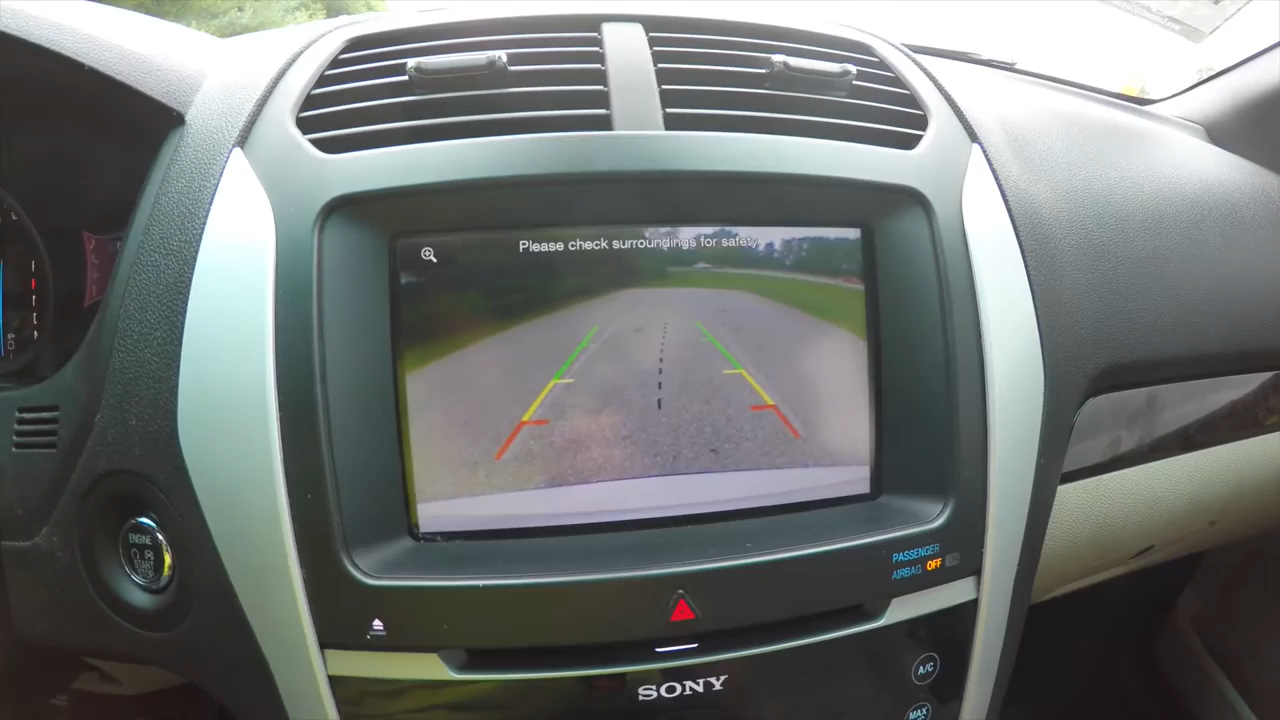 Please check surroundings for safety
ENGINE
START
STOP
PASSENGER
AIRBAG OFF
SONY
A/C
MAX